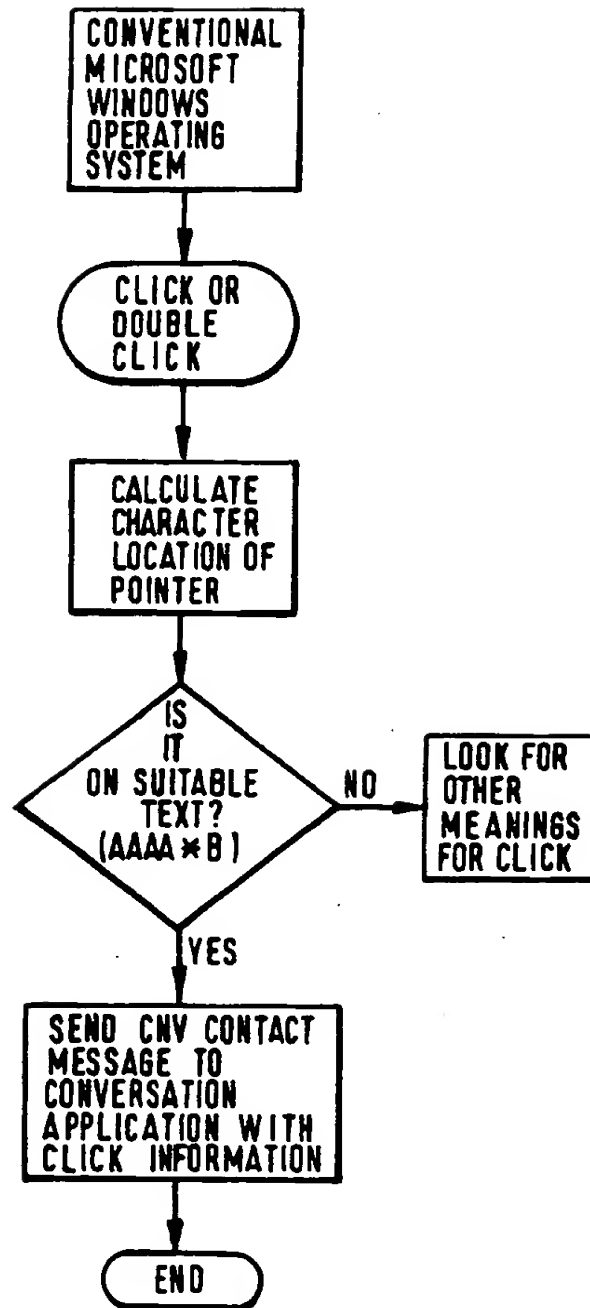 CONVENTIONAL
MICROSOFT
WINDOWS
OPERATING
SYSTEM
CLICK OR
DOUBLE
CLICK
CALCULATE
CHARACTER
LOCATION OF
POINTER
IS
IT
ON SUITABLE
TEXT?
(AAAA*B)
NO
LOOK FOR
OTHER
MEANINGS
FOR CLICK
YES
SEND CNV CONTACT
MESSAGE TO
CONVERSATION
APPLICATION WITH
CLICK INFORMATION
END